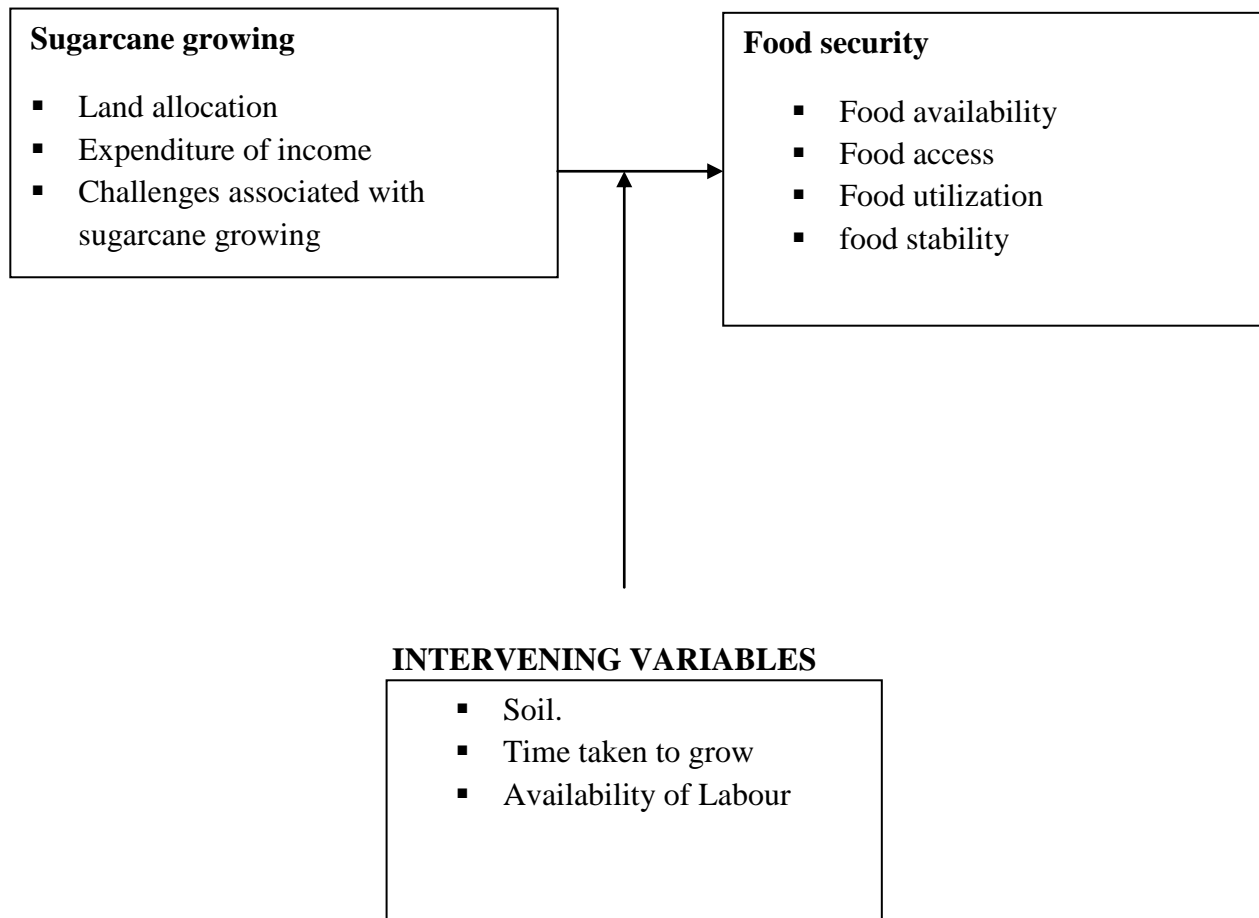 Sugarcane growing
▪ Land allocation
▪ Expenditure of income
▪ Challenges associated with
sugarcane growing
Food security
▪ Food availability
▪ Food access
▪ Food utilization
▪ food stability
INTERVENING VARIABLES
▪ Soil.
▪ Time taken to grow
▪ Availability of Labour